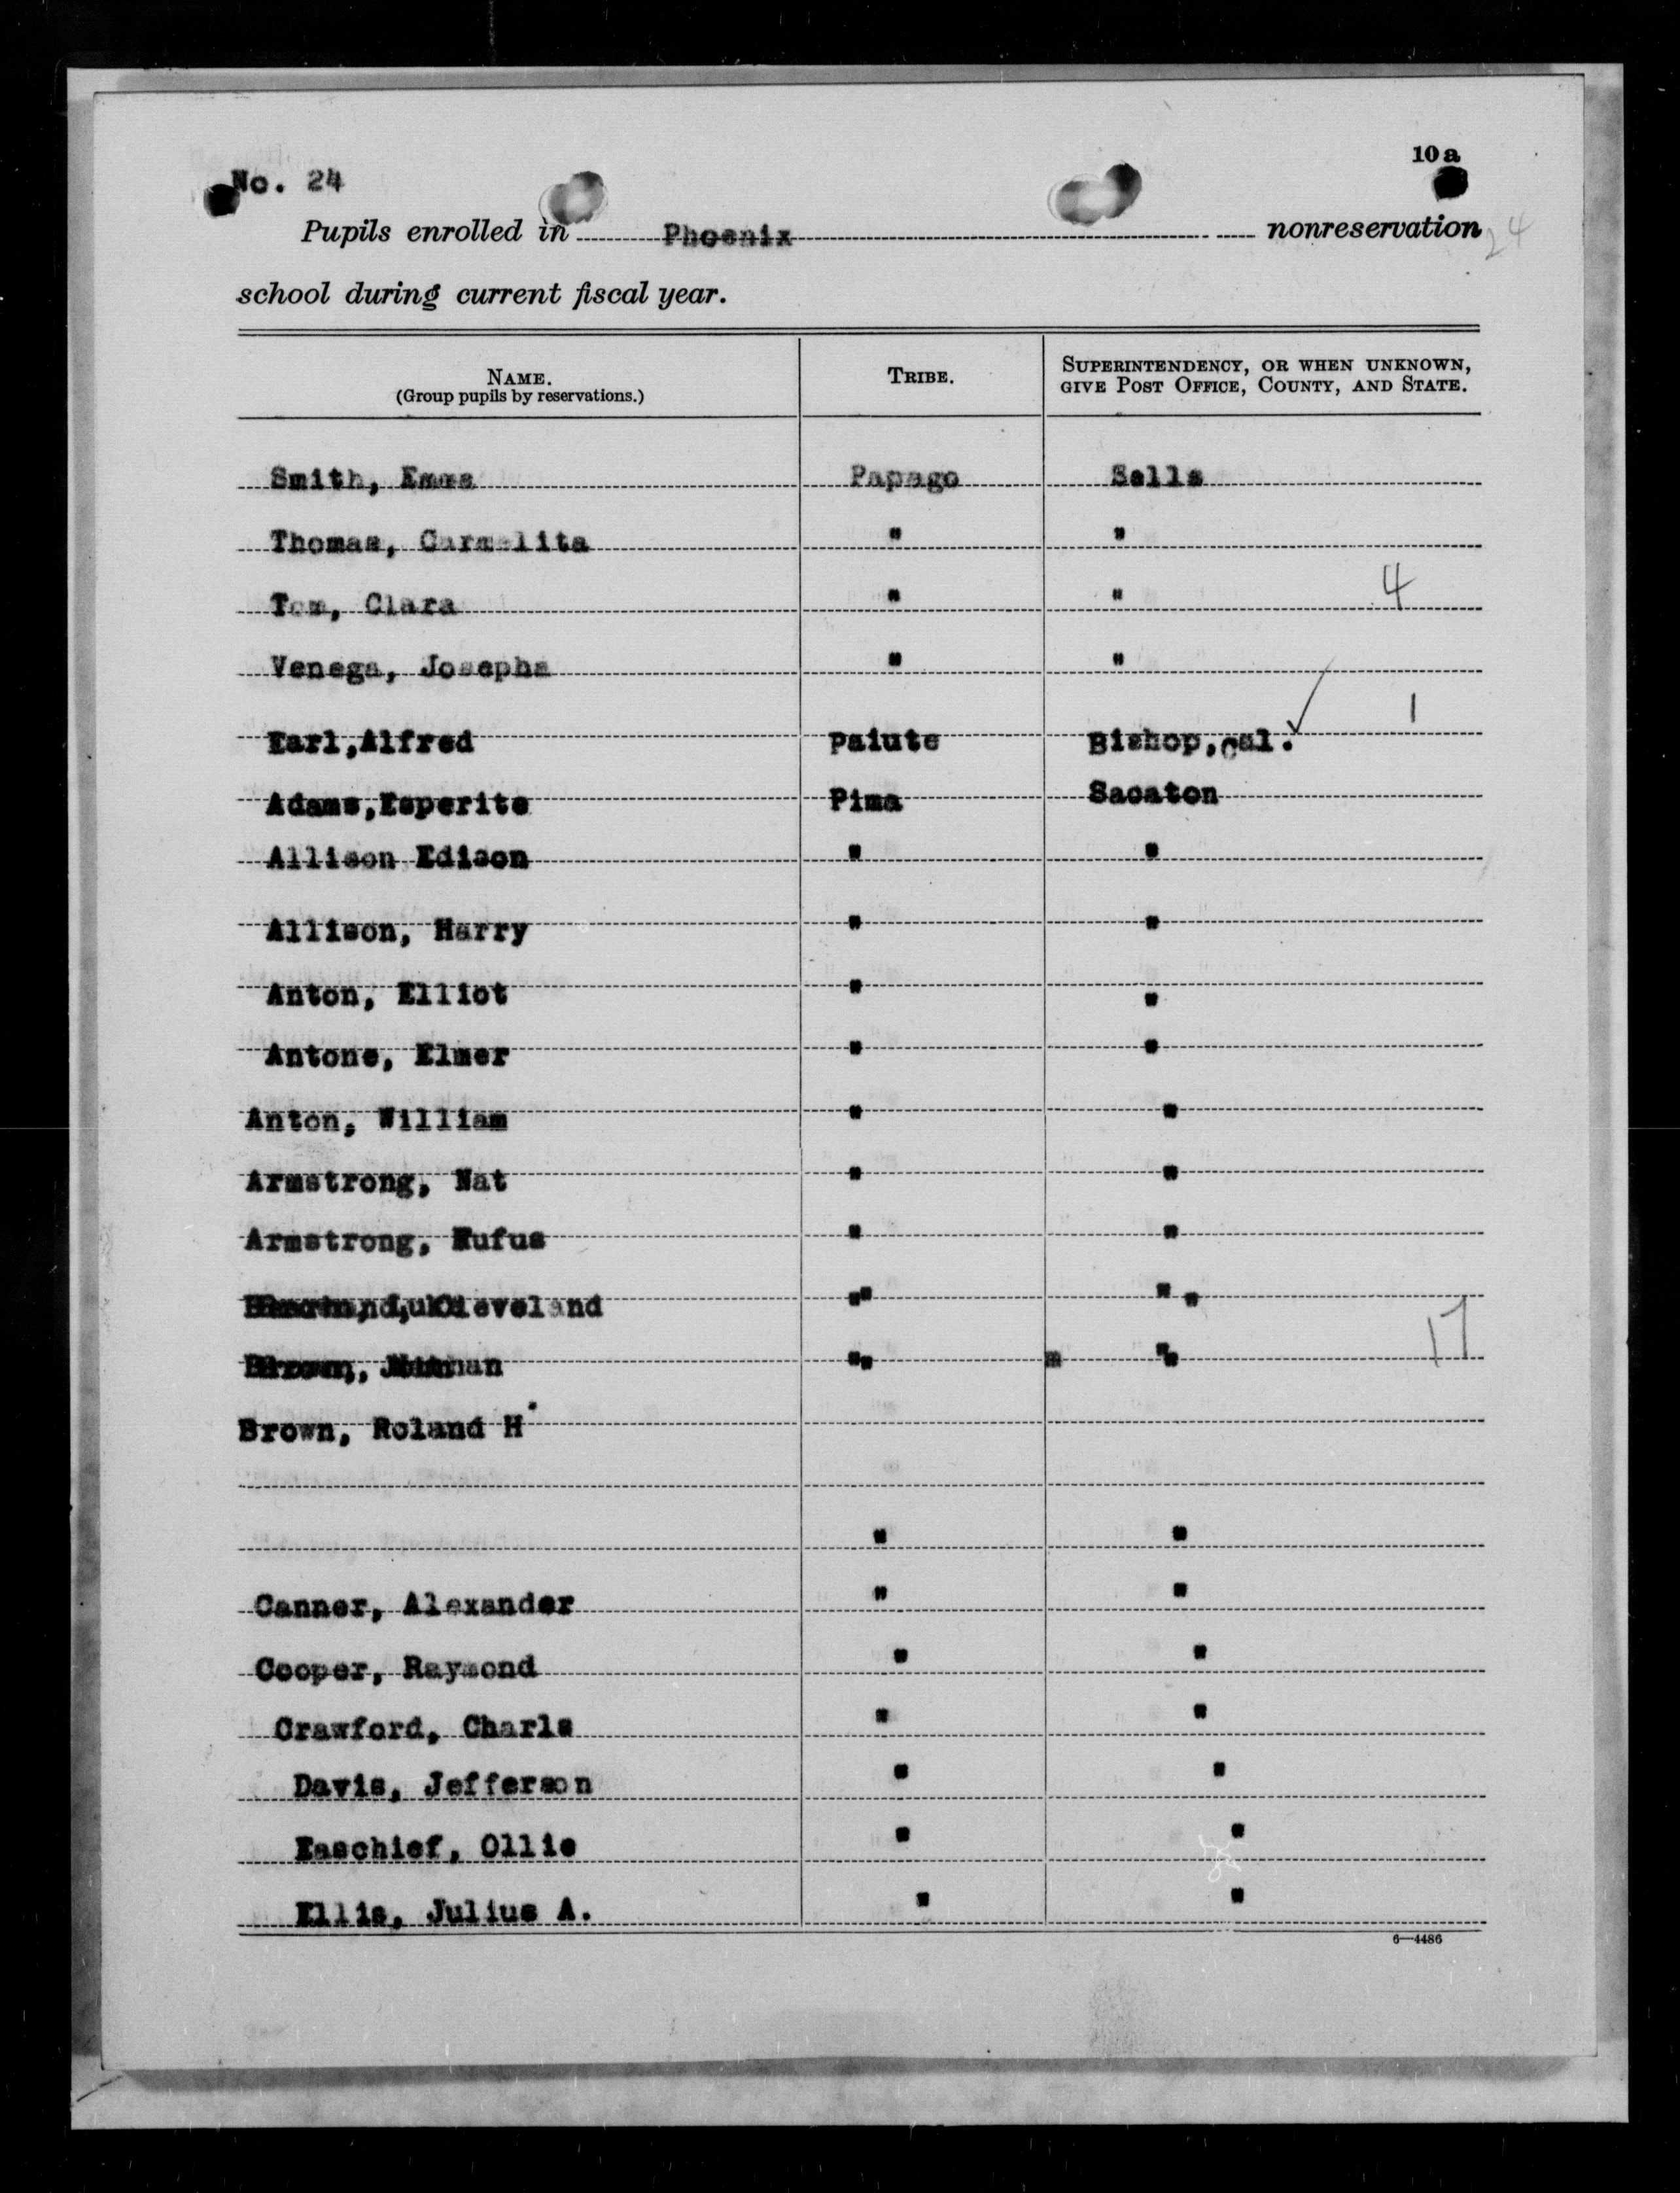 10a
No. 24
Pupils enrolled in Phoenix nonreservation 24
school during current fiscal year.
NAME. TRIBE. SUPERINTENDENCY, OR WHEN UNKNOWN,
(Group pupils by reservations.) GIVE POST OFFICE, COUNTY, AND STATE.
Smith, Emma Papago Sells
Thomas, Carmelita " "
Tom, Clara " " 4
Venega, Josepha " "
Earl,Alfred Paiute Bishop,Cal. ✓ 1
Adams,Esperite Pima Sacaton
Allison Edison " "
Allison, Harry " "
Anton, Elliot " "
Antone, Elmer " "
Anton, William " "
Armstrong, Nat " "
Armstrong, Rufus " "
Cleveland "" ""
"" m "" 17
Brown, Roland H.
" "
Canner, Alexander " "
Cooper, Raymond " "
Crawford, Charls " "
Davis, Jefferson " "
Easchief, Ollie " "
Ellis, Julius A. " "
6—4486